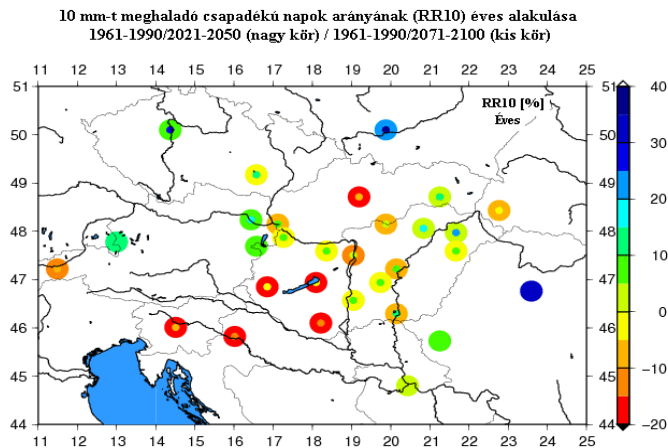 10 mm-t meghaladó csapadékú napok arányának (RR10) éves alakulása
1961-1990/2021-2050 (nagy kör) / 1961-1990/2071-2100 (kis kör)
11 12 13 14 15 16 17 18 19 20 21 22 23 24 25
51 51 40
RR10 [%]
Éves
50 50 30
49 49 20
48 48 10
47 47 0
46 46 -10
45 45
44 44 -20
11 12 13 14 15 16 17 18 19 20 21 22 23 24 25